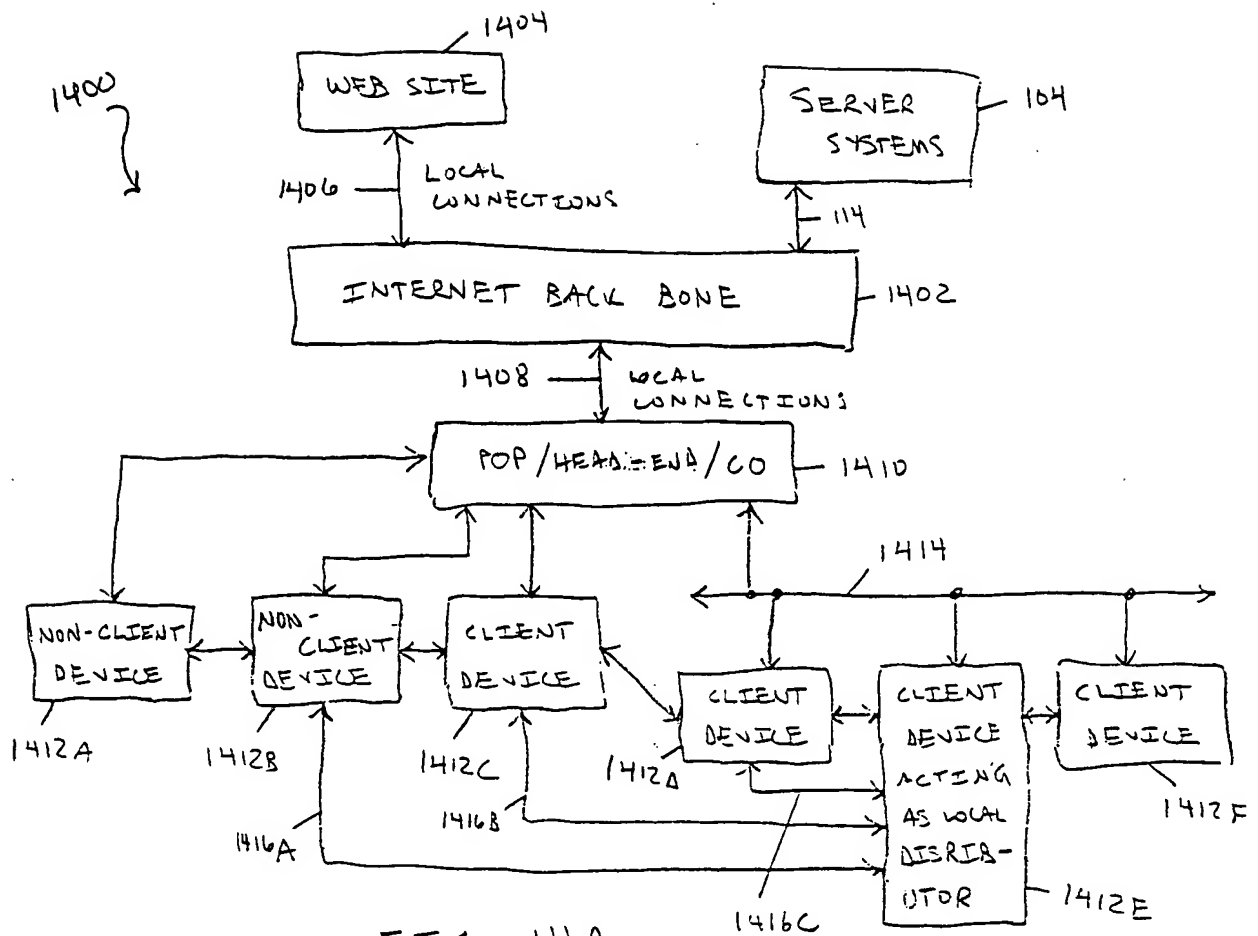 1404
WEB SITE
1400
SERVER
SYSTEMS
104
1406
LOCAL
CONNECTIONS
114
INTERNET BACK BONE
1402
1408
LOCAL
CONNECTIONS
POP/HEAD-END/CO
1410
1414
NON-CLIENT
DEVICE
NON-
CLIENT
DEVICE
CLIENT
DEVICE
CLIENT
DEVICE
CLIENT
DEVICE
ACTING
AS LOCAL
DISRIB-
UTOR
CLIENT
DEVICE
1412A
1412B
1412C
1412D
1412F
1416A
1416B
1416C
1412E